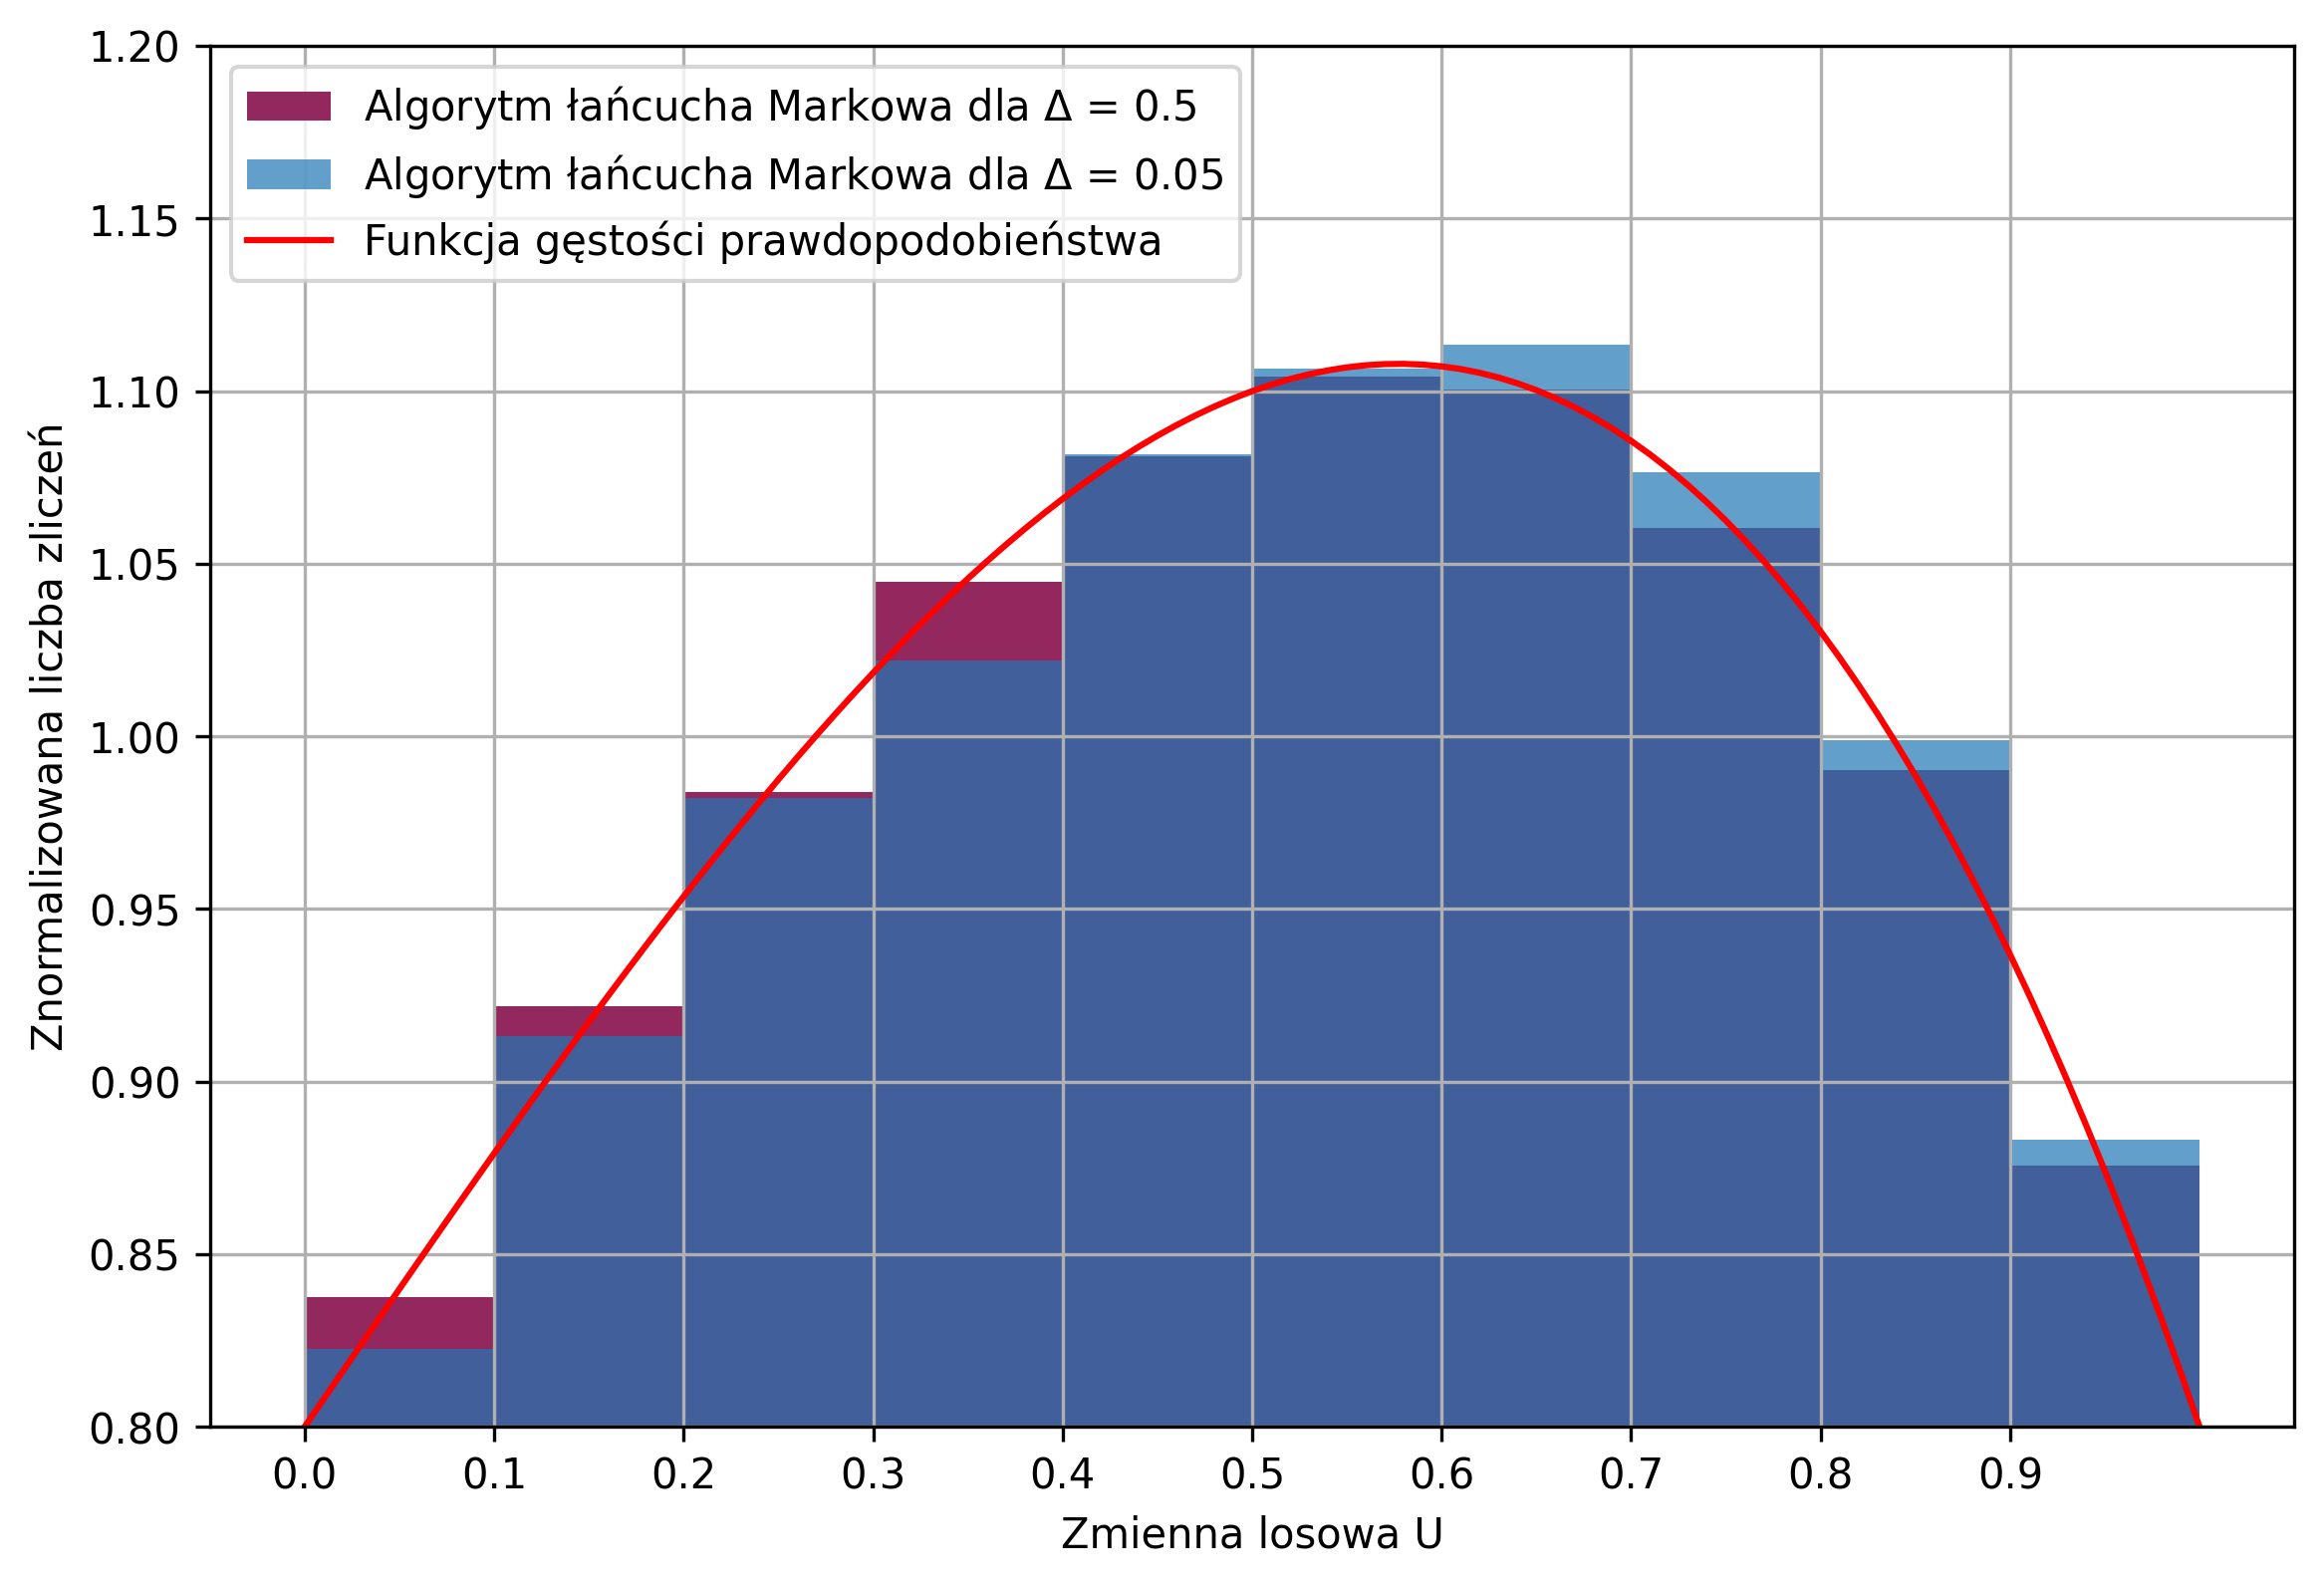 1.20
1.15
1.10
1.05
1.00
0.95
0.90
0.85
0.80
Znormalizowana liczba zliczeń
Algorytm łańcucha Markowa dla Δ = 0.5
Algorytm łańcucha Markowa dla Δ = 0.05
Funkcja gęstości prawdopodobieństwa
0.0 0.1 0.2 0.3 0.4 0.5 0.6 0.7 0.8 0.9
Zmienna losowa U